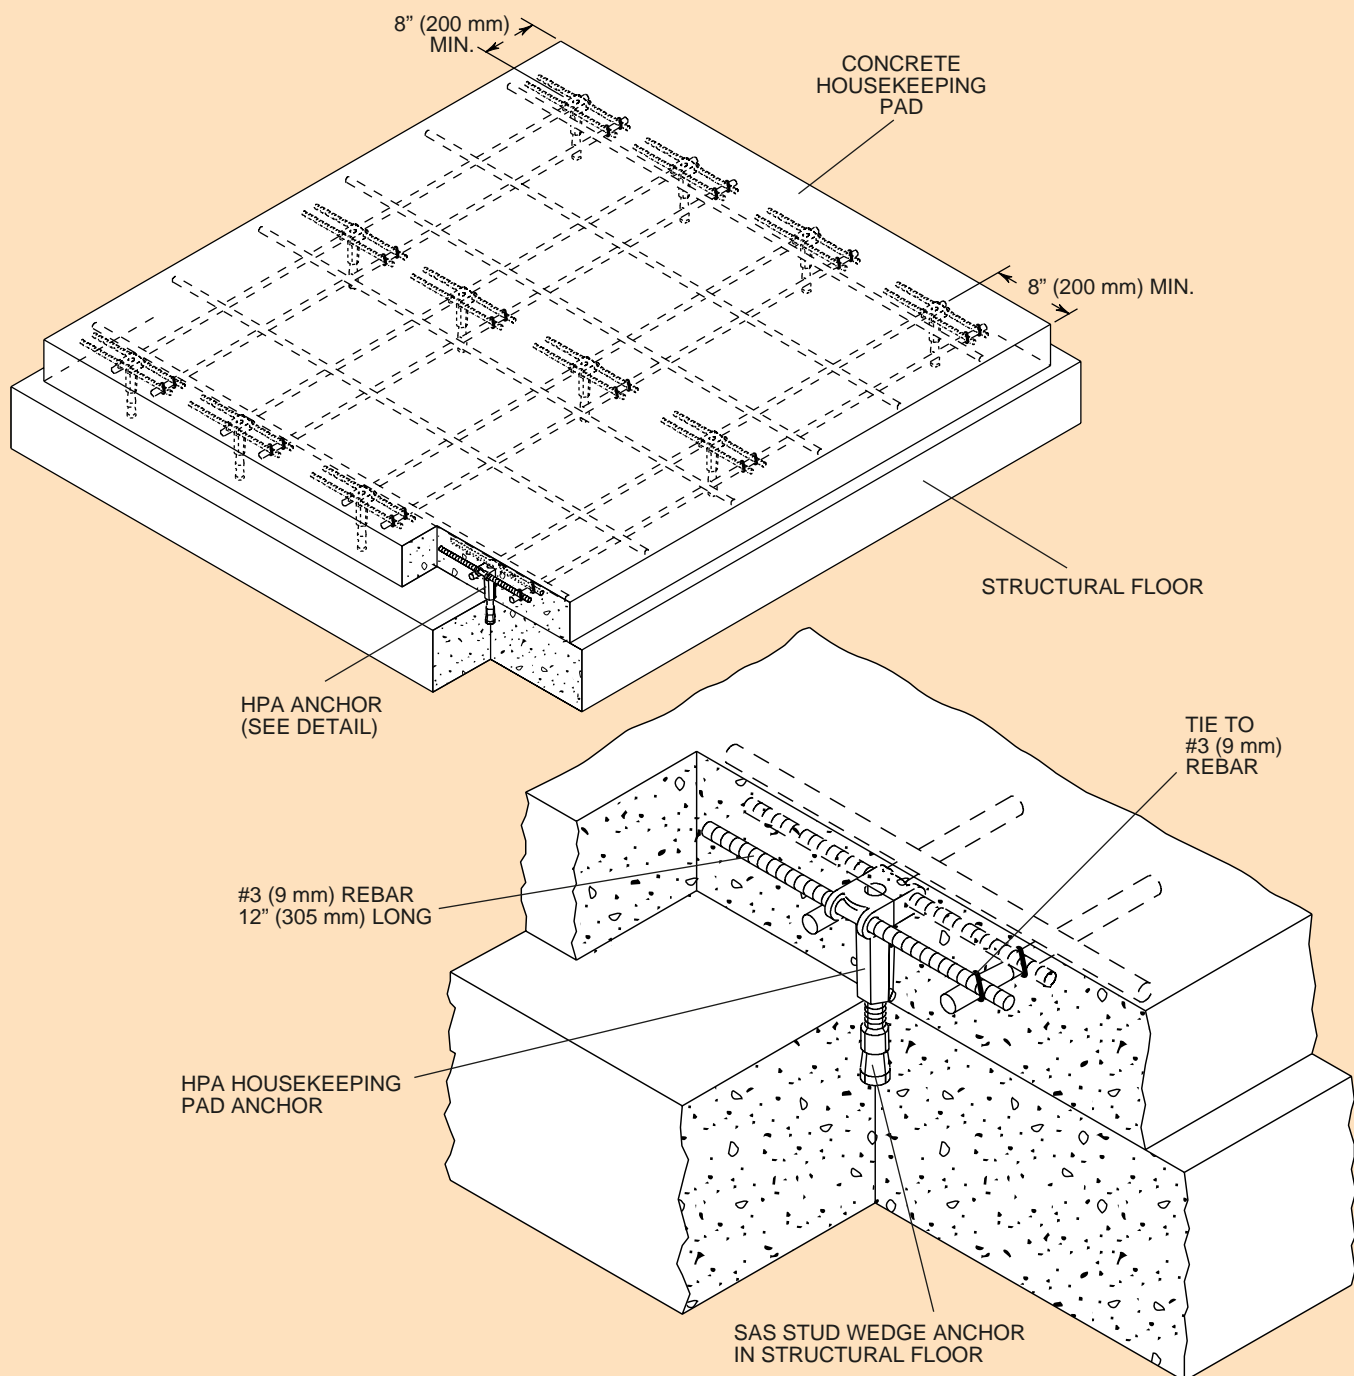 8” (200 mm)
MIN.
CONCRETE
HOUSEKEEPING
PAD
8” (200 mm) MIN.
STRUCTURAL FLOOR
HPA ANCHOR
(SEE DETAIL)
TIE TO
#3 (9 mm)
REBAR
#3 (9 mm) REBAR
12” (305 mm) LONG
HPA HOUSEKEEPING
PAD ANCHOR
SAS STUD WEDGE ANCHOR
IN STRUCTURAL FLOOR